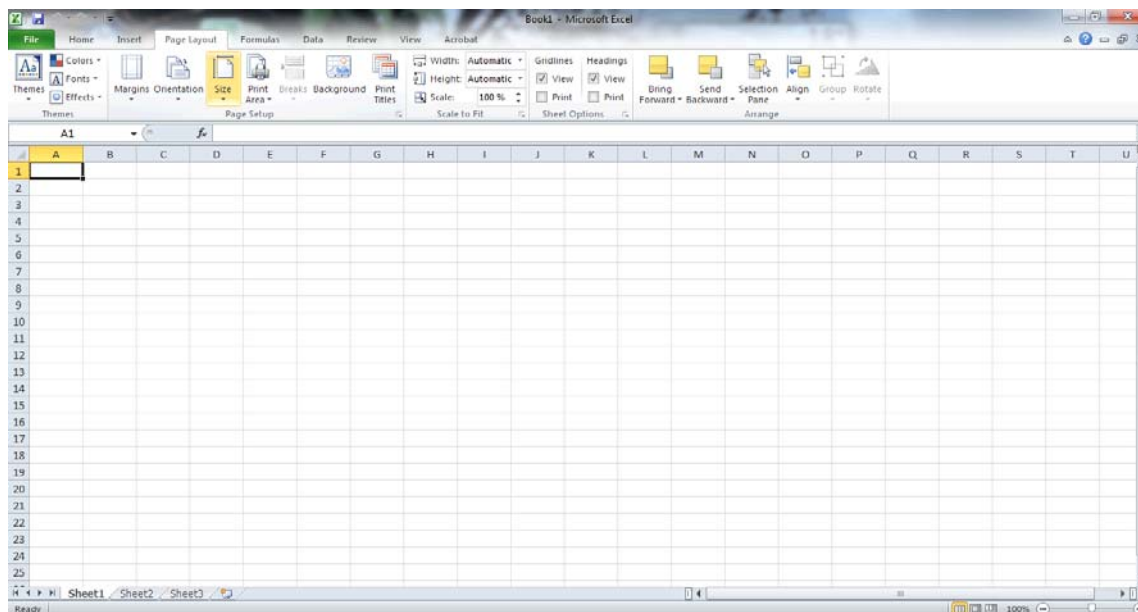 Book1 - Microsoft Excel
File Home Insert Page Layout Formulas Data Review View Acrobat
Themes Colors Fonts Effects
Margins Orientation Size Print Area Breaks Background Print Titles
Width: Automatic Height: Automatic Scale: 100 %
Gridlines View Print Headings View Print
Bring Forward Send Backward Selection Pane Align Group Rotate
Themes Page Setup Scale to Fit Sheet Options Arrange
A1 fx
A B C D E F G H I J K L M N O P Q R S T U
1
2
3
4
5
6
7
8
9
10
11
12
13
14
15
16
17
18
19
20
21
22
23
24
25
Sheet1 Sheet2 Sheet3
Ready 100%